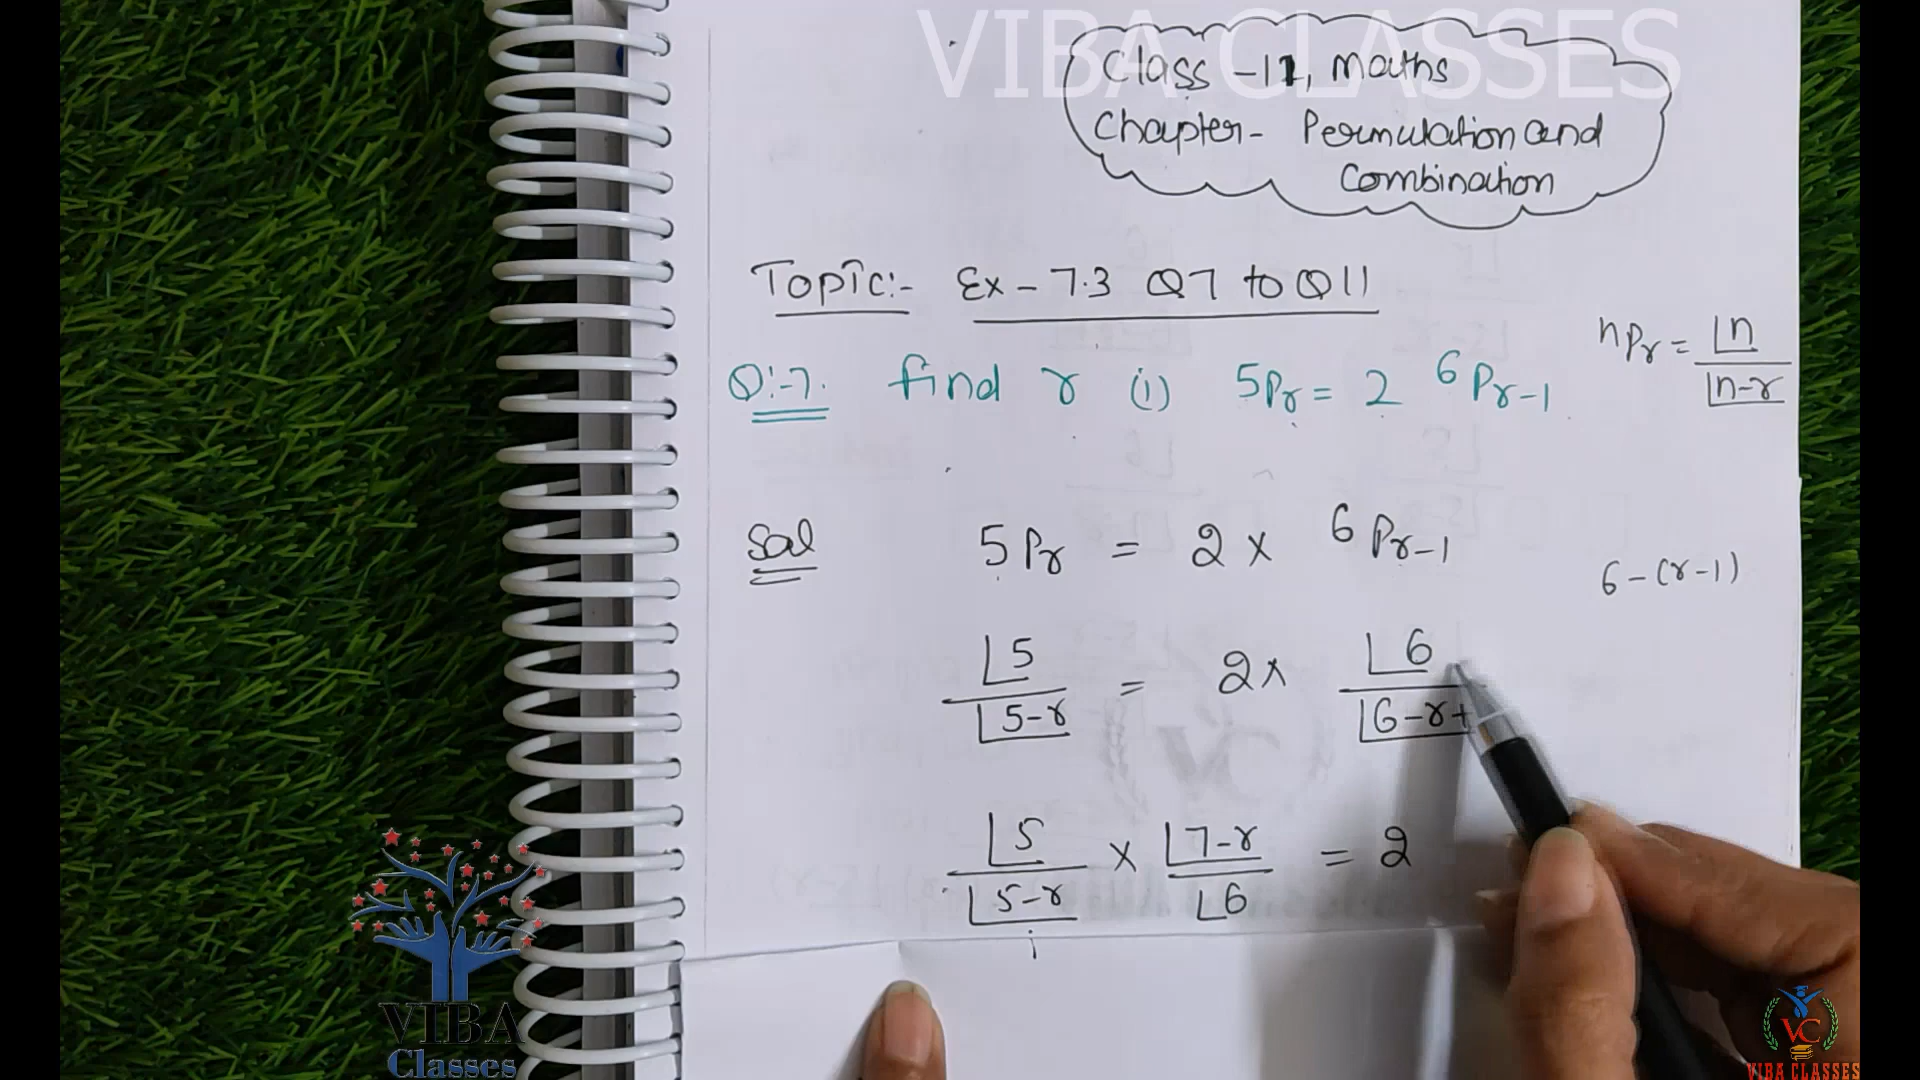 VIBA CLASSES
Class -11, Maths
Chapter- Permutation and
Combination
Topic:- Ex - 7.3 Q7 to Q11
nPr = ⌊n / ⌊n-r
Q:-7. find r (i) 5Pr = 2 6Pr-1
Sol 5Pr = 2 × 6Pr-1
6-(r-1)
⌊5 / ⌊5-r = 2 × ⌊6 / ⌊6-r+
⌊5 / ⌊5-r × ⌊7-r / ⌊6 = 2
VIBA
Classes
VC
VIBA CLASSES